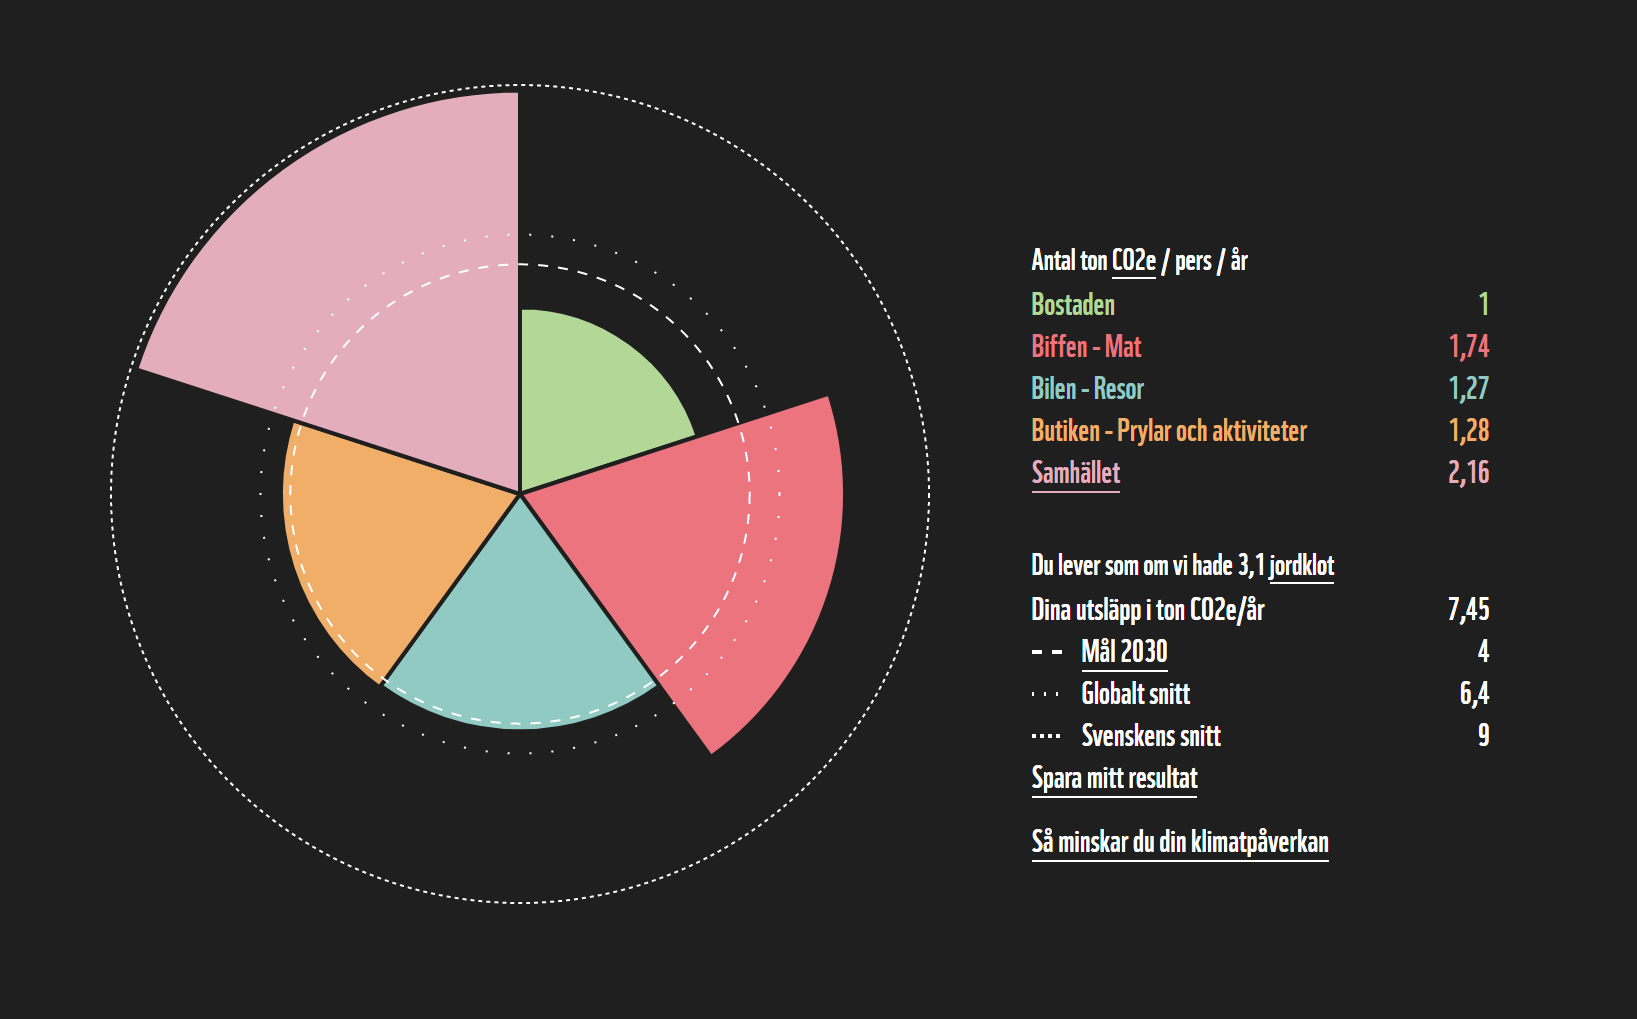 Antal ton CO2e / pers / år
Bostaden 1
Biffen - Mat 1,74
Bilen - Resor 1,27
Butiken - Prylar och aktiviteter 1,28
Samhället 2,16
Du lever som om vi hade 3,1 jordklot
Dina utsläpp i ton CO2e/år 7,45
Mål 2030 4
Globalt snitt 6,4
Svenskens snitt 9
Spara mitt resultat
Så minskar du din klimatpåverkan